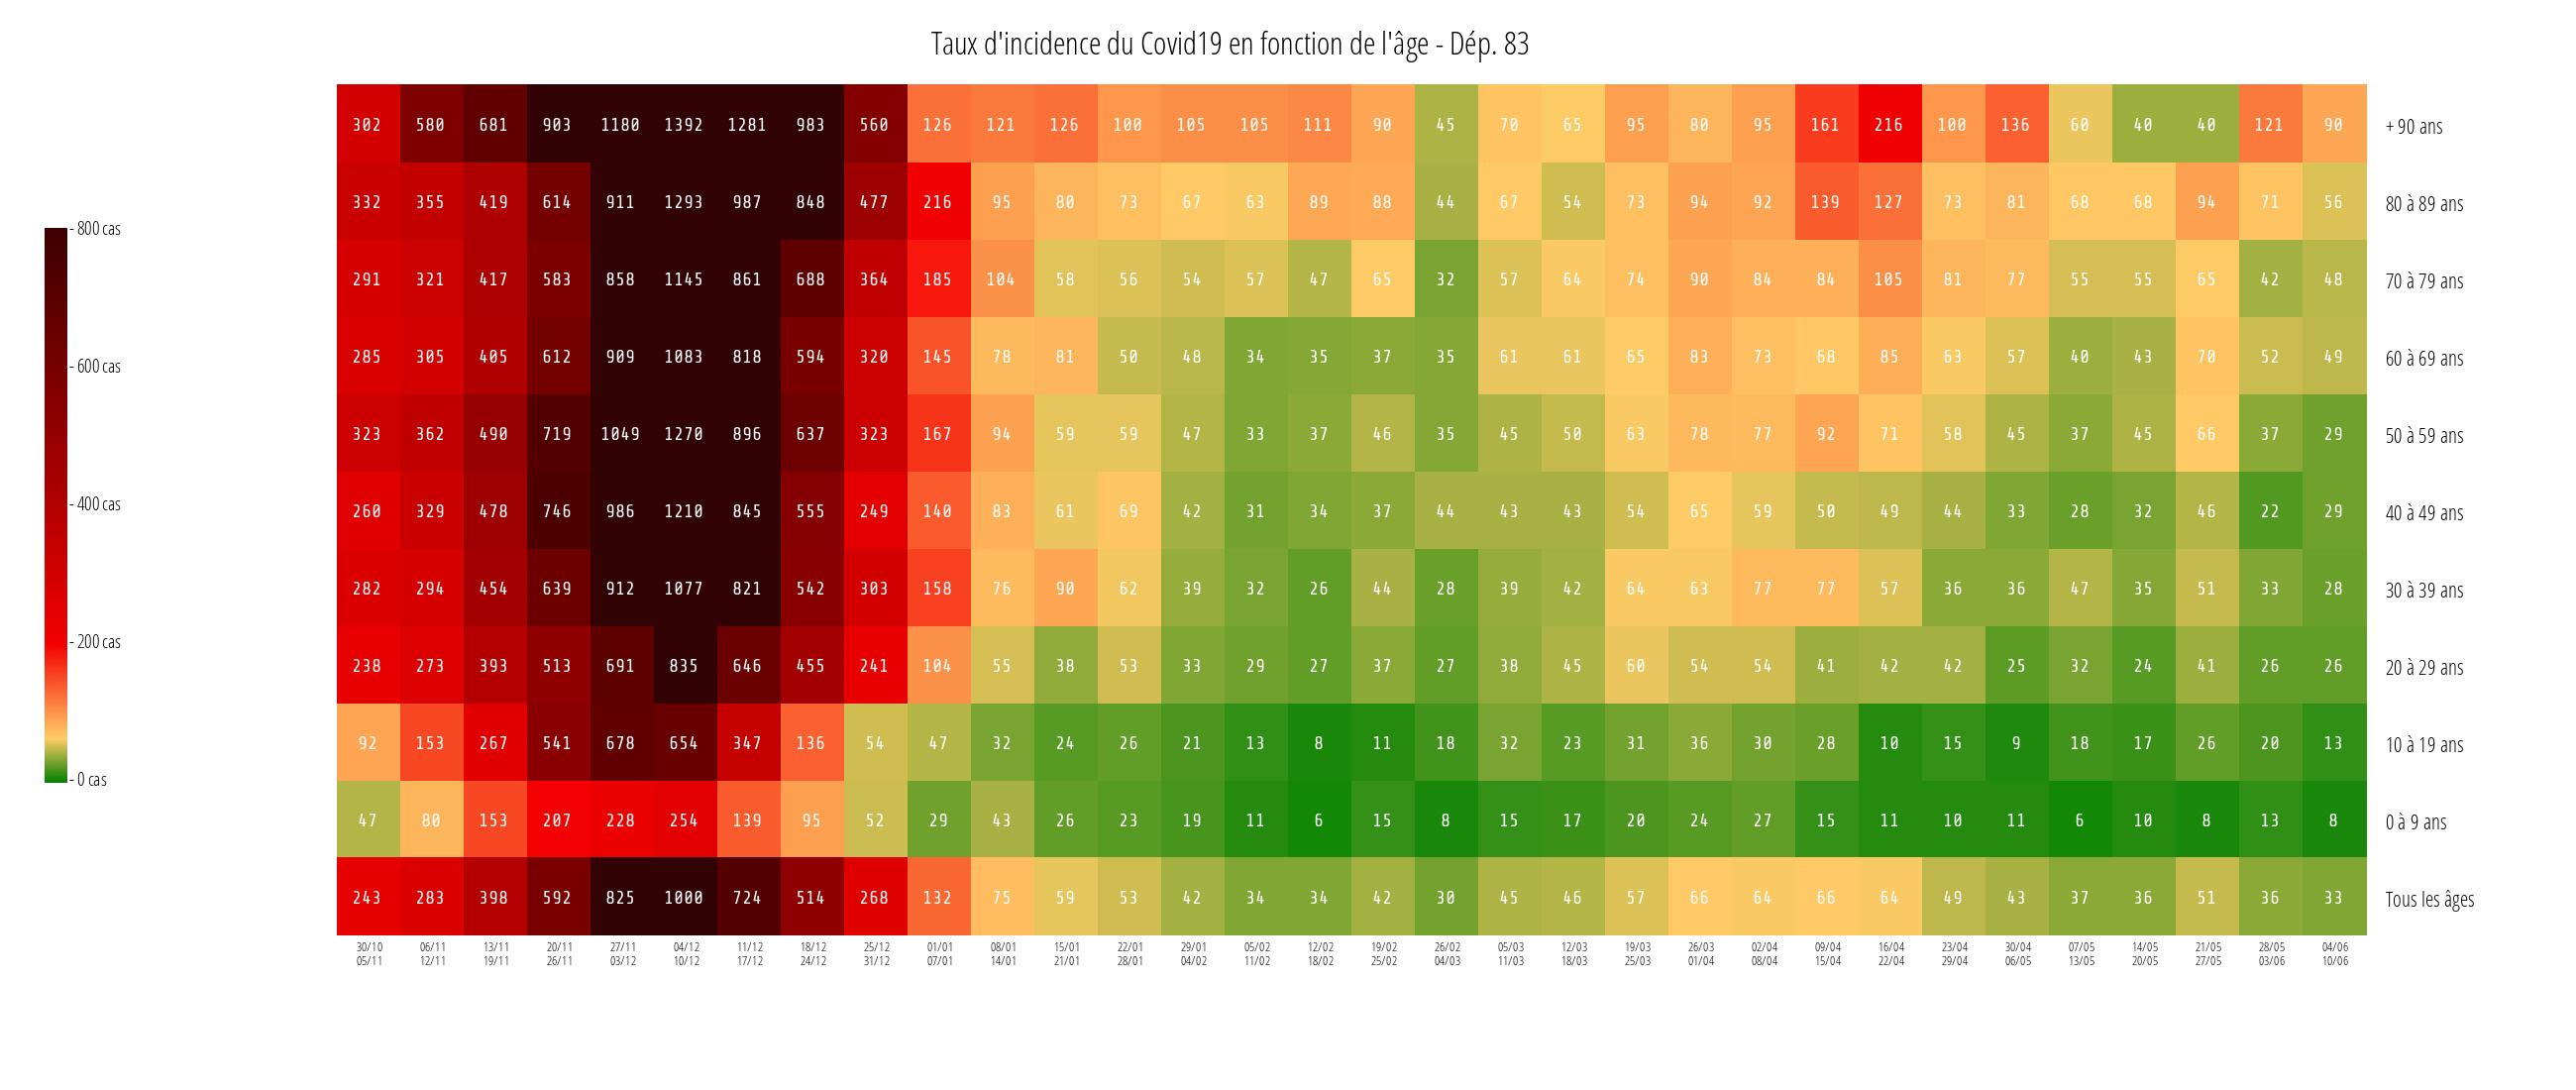 Taux d'incidence du Covid19 en fonction de l'âge - Dép. 83
302 580 681 903 1180 1392 1281 983 560 126 121 126 100 105 105 111 90 45 70 65 95 80 95 161 216 100 136 60 40 40 121 90 + 90 ans
332 355 419 614 911 1293 987 848 477 216 95 80 73 67 63 89 88 44 67 54 73 94 92 139 127 73 81 68 68 94 71 56 80 à 89 ans
- 800 cas
291 321 417 583 858 1145 861 688 364 185 104 58 56 54 57 47 65 32 57 64 74 90 84 84 105 81 77 55 55 65 42 48 70 à 79 ans
285 305 405 612 909 1083 818 594 320 145 78 81 50 48 34 35 37 35 61 61 65 83 73 68 85 63 57 40 43 70 52 49 60 à 69 ans
- 600 cas
323 362 490 719 1049 1270 896 637 323 167 94 59 59 47 33 37 46 35 45 50 63 78 77 92 71 58 45 37 45 66 37 29 50 à 59 ans
- 400 cas
260 329 478 746 986 1210 845 555 249 140 83 61 69 42 31 34 37 44 43 43 54 65 59 50 49 44 33 28 32 46 22 29 40 à 49 ans
282 294 454 639 912 1077 821 542 303 158 76 90 62 39 32 26 44 28 39 42 64 63 77 77 57 36 36 47 35 51 33 28 30 à 39 ans
- 200 cas
238 273 393 513 691 835 646 455 241 104 55 38 53 33 29 27 37 27 38 45 60 54 54 41 42 42 25 32 24 41 26 26 20 à 29 ans
92 153 267 541 678 654 347 136 54 47 32 24 26 21 13 8 11 18 32 23 31 36 30 28 10 15 9 18 17 26 20 13 10 à 19 ans
- 0 cas
47 80 153 207 228 254 139 95 52 29 43 26 23 19 11 6 15 8 15 17 20 24 27 15 11 10 11 6 10 8 13 8 0 à 9 ans
243 283 398 592 825 1000 724 514 268 132 75 59 53 42 34 34 42 30 45 46 57 66 64 66 64 49 43 37 36 51 36 33 Tous les âges
30/10 06/11 13/11 20/11 27/11 04/12 11/12 18/12 25/12 01/01 08/01 15/01 22/01 29/01 05/02 12/02 19/02 26/02 05/03 12/03 19/03 26/03 02/04 09/04 16/04 23/04 30/04 07/05 14/05 21/05 28/05 04/06
05/11 12/11 19/11 26/11 03/12 10/12 17/12 24/12 31/12 07/01 14/01 21/01 28/01 04/02 11/02 18/02 25/02 04/03 11/03 18/03 25/03 01/04 08/04 15/04 22/04 29/04 06/05 13/05 20/05 27/05 03/06 10/06